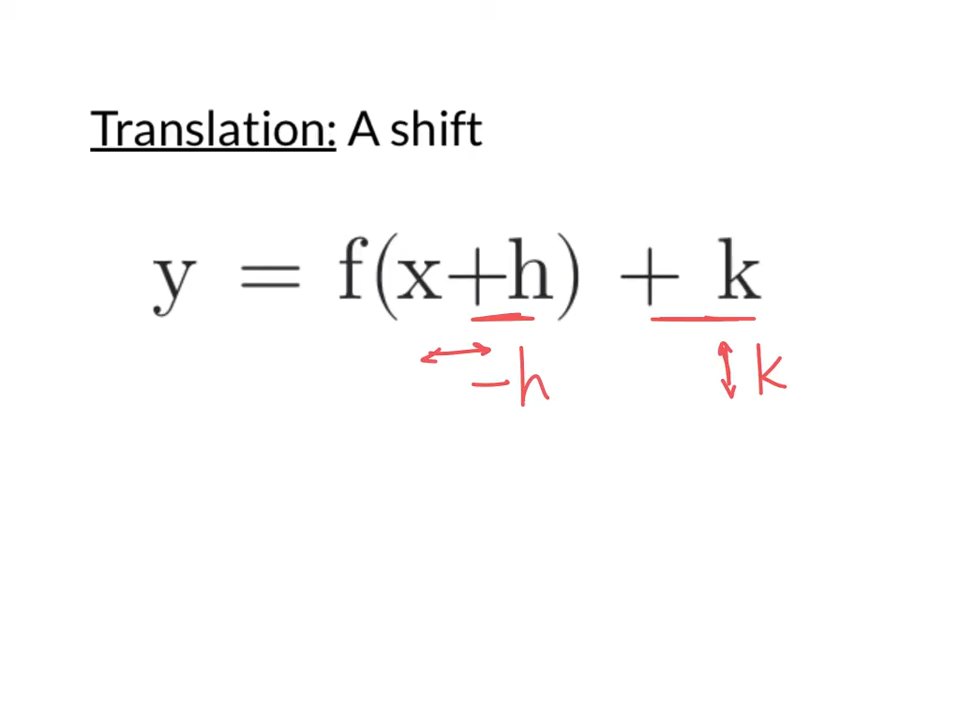 Translation: A shift
y = f(x+h) + k
-h k